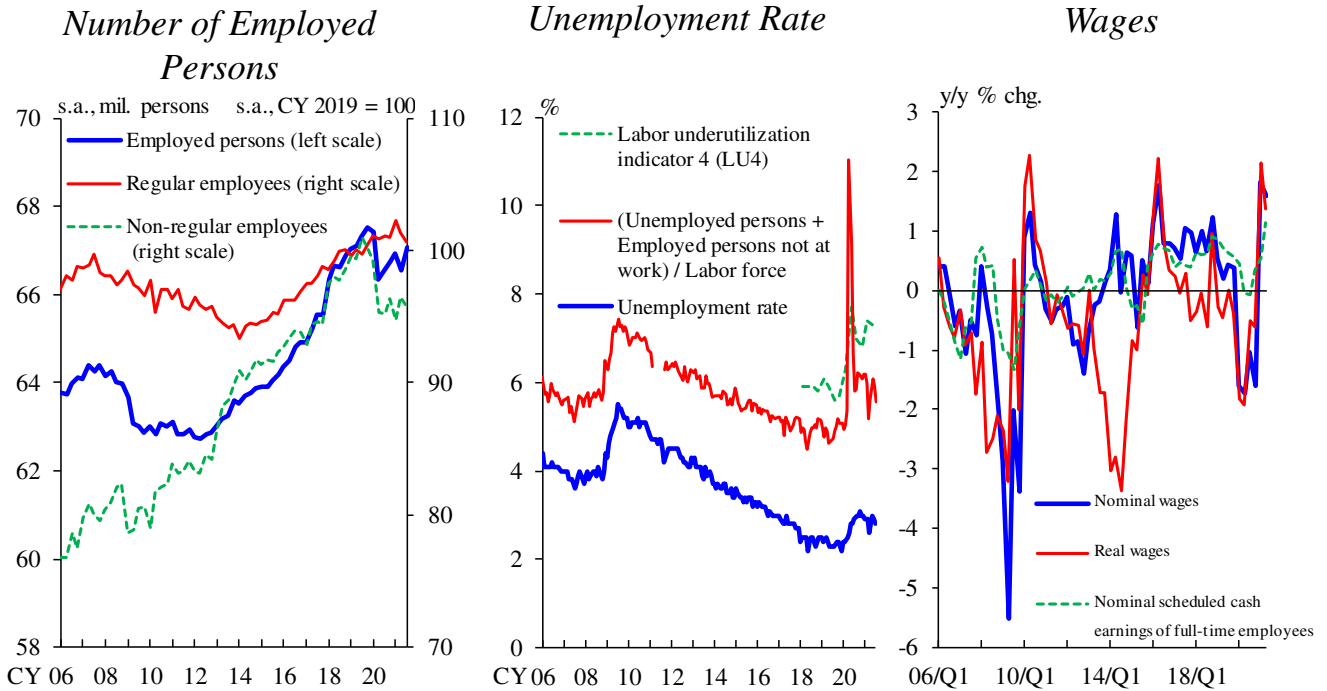 Number of Employed
Persons
s.a., mil. persons s.a., CY 2019 = 100
70
68
66
64
62
60
58
110
100
90
80
70
Employed persons (left scale)
Regular employees (right scale)
Non-regular employees
(right scale)
CY 06 08 10 12 14 16 18 20
Unemployment Rate
%
12
10
8
6
4
2
0
Labor underutilization
indicator 4 (LU4)
(Unemployed persons +
Employed persons not at
work) / Labor force
Unemployment rate
CY 06 08 10 12 14 16 18 20
Wages
y/y % chg.
3
2
1
0
-1
-2
-3
-4
-5
-6
Nominal wages
Real wages
Nominal scheduled cash
earnings of full-time employees
06/Q1 10/Q1 14/Q1 18/Q1